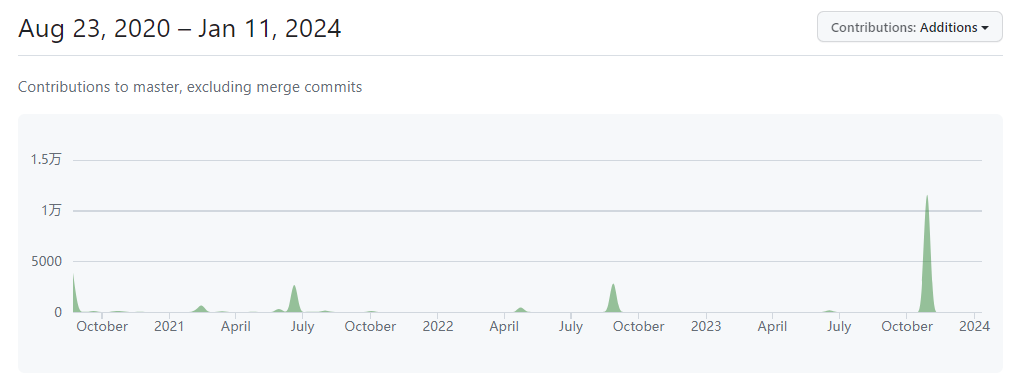 Aug 23, 2020 – Jan 11, 2024
Contributions: Additions
Contributions to master, excluding merge commits
1.5万
1万
5000
0
October 2021 April July October 2022 April July October 2023 April July October 2024